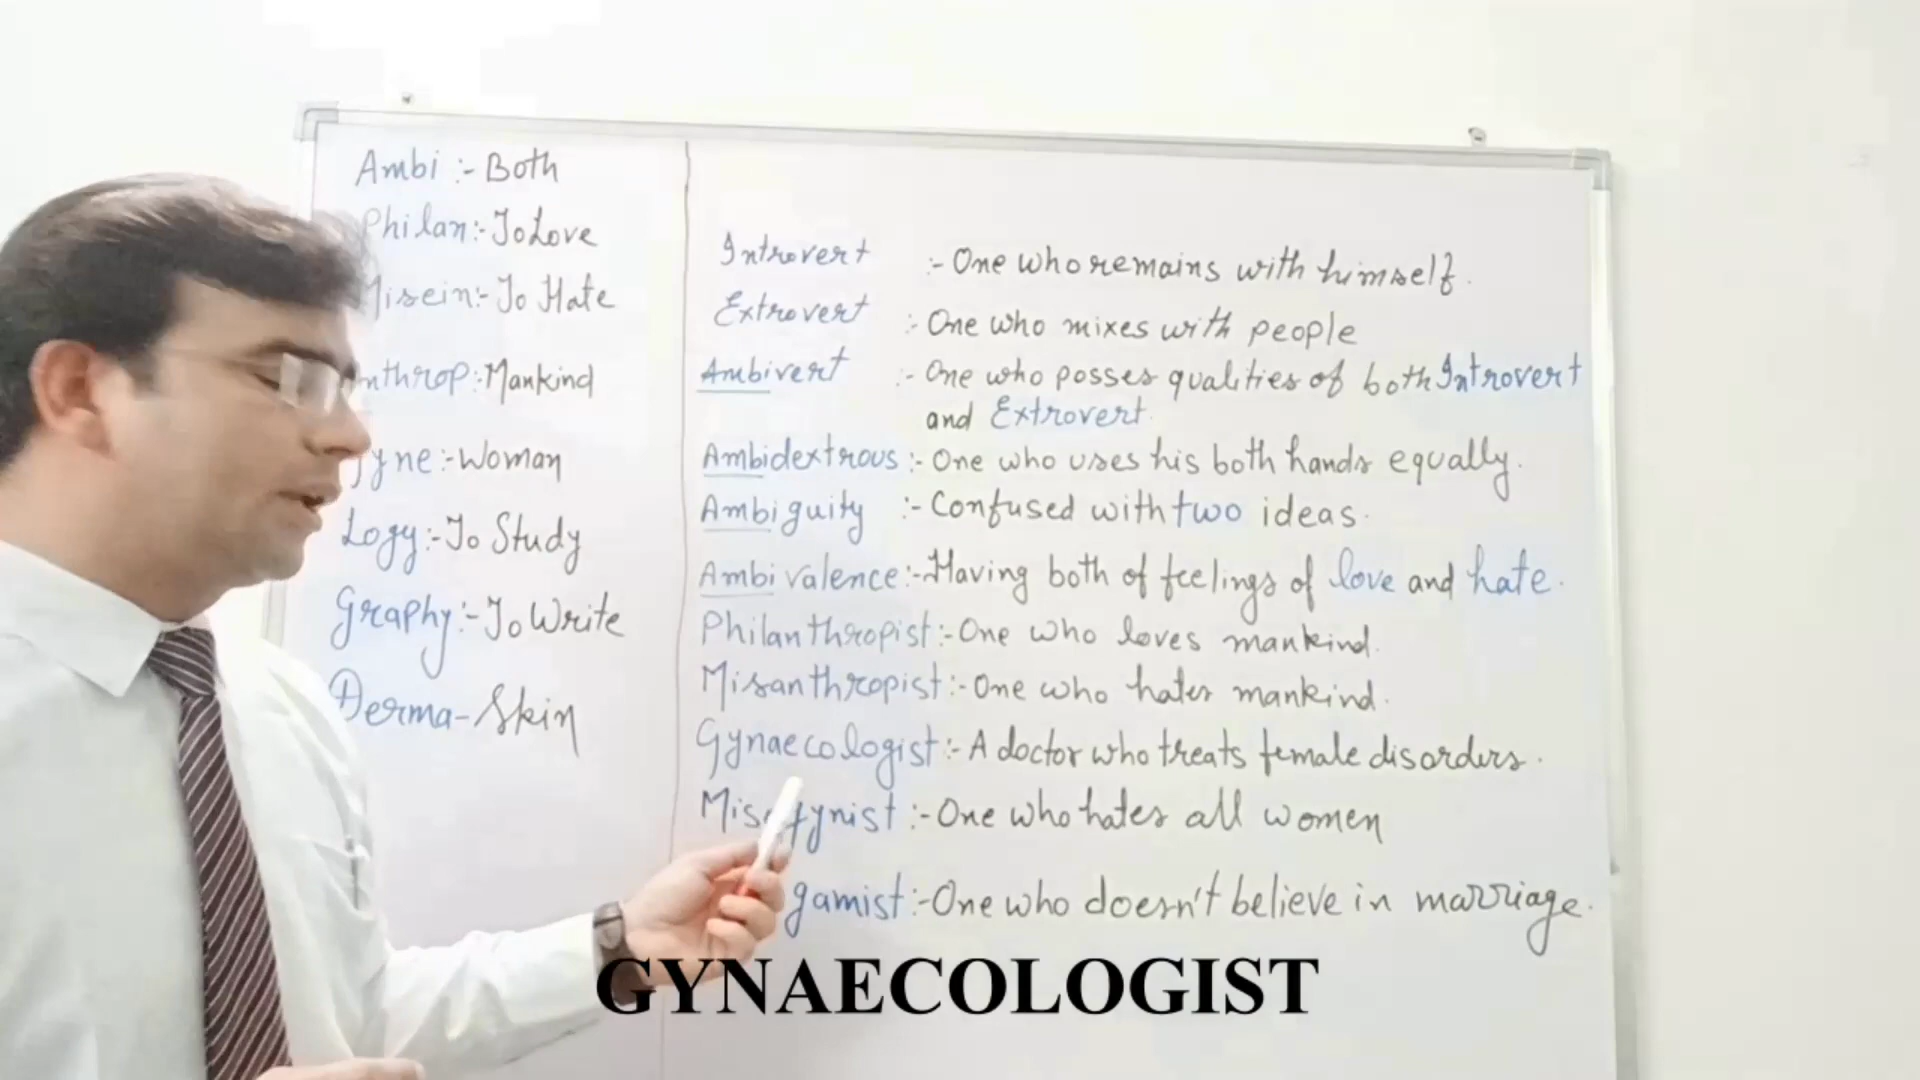 Ambi :- Both
Philan:- To Love
Misein:- To Hate
nthrop:- Mankind
yne:- Woman
Logy:- To Study
Graphy:- To Write
Derma- Skin
Introvert :- One who remains with himself.
Extrovert :- One who mixes with people
Ambivert :- One who posses qualities of both Introvert
and Extrovert.
Ambidextrous :- One who uses his both hands equally.
Ambiguity :- Confused with two ideas.
Ambivalence:- Having both of feelings of love and hate.
Philanthropist:- One who loves mankind.
Misanthropist:- One who hates mankind.
Gynaecologist:- A doctor who treats female disorders.
Misogynist :- One who hates all women
gamist:- One who doesn't believe in marriage.
GYNAECOLOGIST